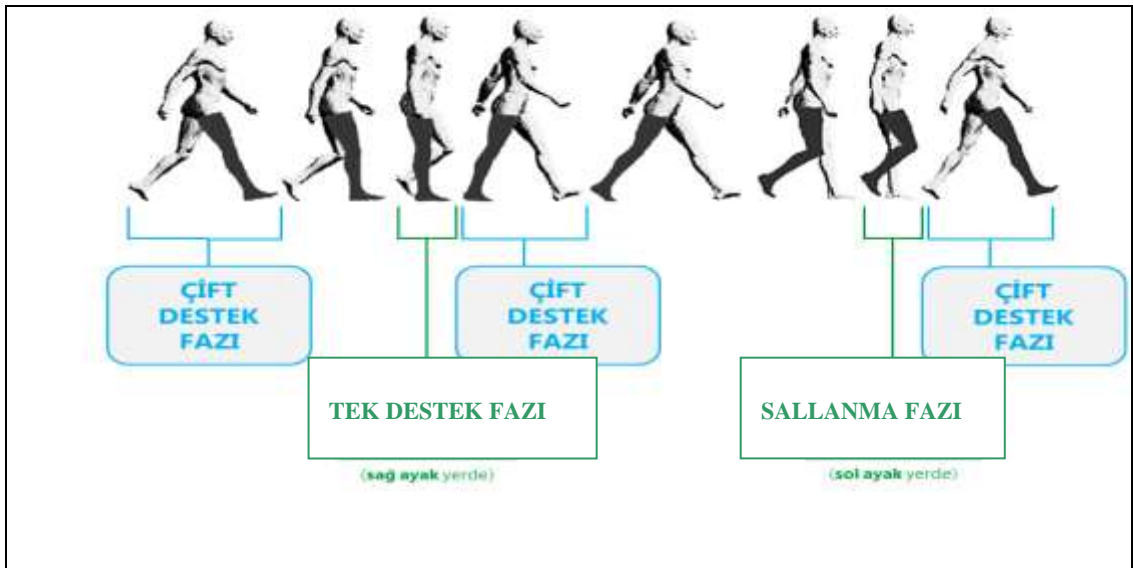 ÇİFT
DESTEK
FAZI
ÇİFT
DESTEK
FAZI
ÇİFT
DESTEK
FAZI
TEK DESTEK FAZI
SALLANMA FAZI
(sağ ayak yerde)
(sol ayak yerde)